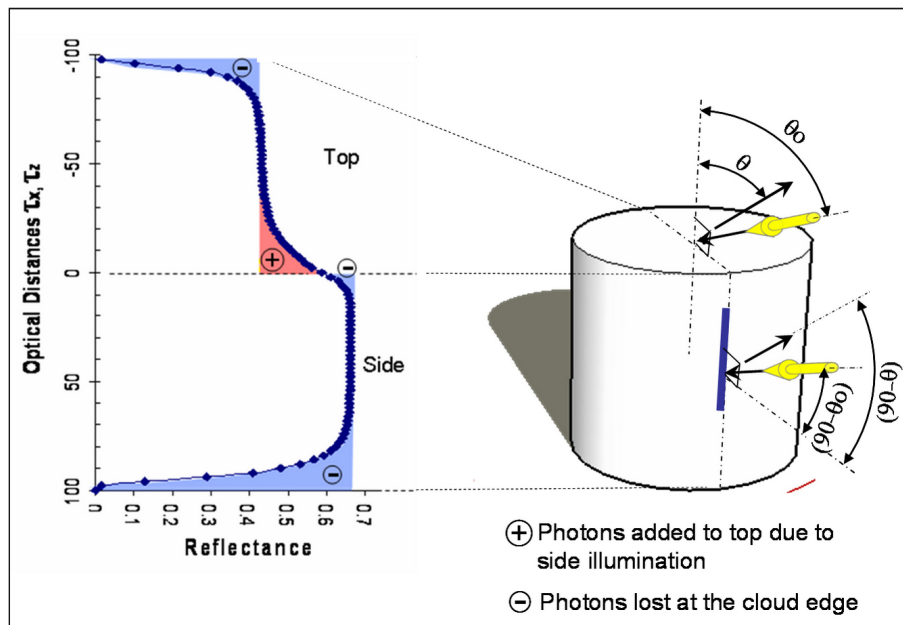 -100
-50
0
50
100
Optical Distances τx, τz
⊖
Top
⊕
⊖
Side
⊖
0
0.1
0.2
0.3
0.4
0.5
0.6
0.7
Reflectance
θo
θ
(90-θo)
(90-θ)
⊕ Photons added to top due to
side illumination
⊖ Photons lost at the cloud edge